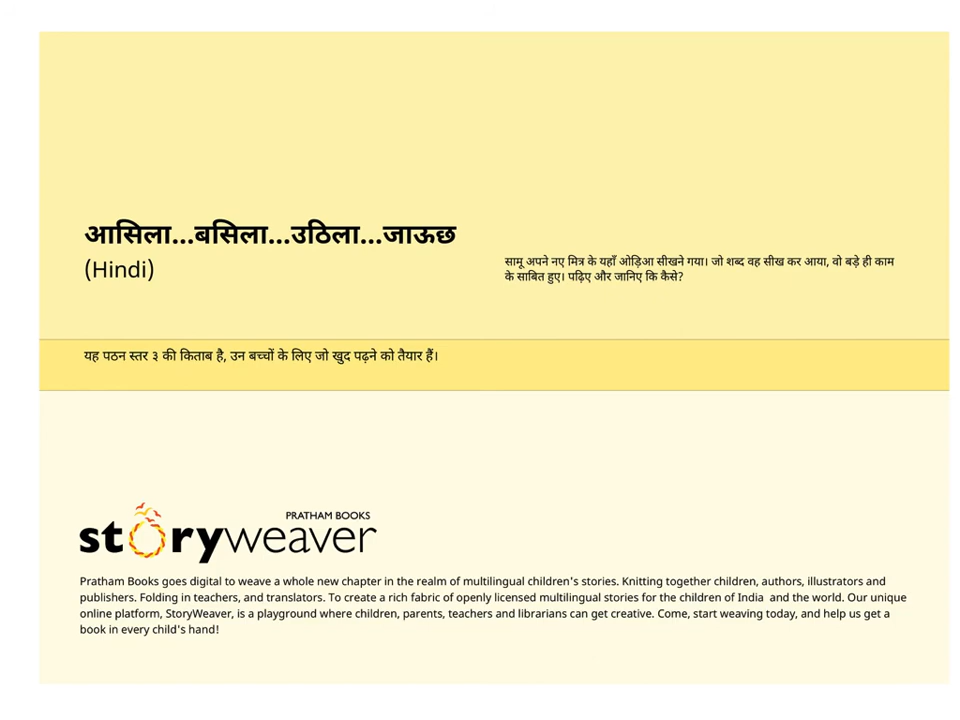 आसिला...बसिला...उठिला...जाऊछ
(Hindi)
सामू अपने नए मित्र के यहाँ ओड़िआ सीखने गया। जो शब्द वह सीख कर आया, वो बड़े ही काम
के साबित हुए। पढ़िए और जानिए कि कैसे?
यह पठन स्तर ३ की किताब है, उन बच्चों के लिए जो खुद पढ़ने को तैयार हैं।
PRATHAM BOOKS
storyweaver
Pratham Books goes digital to weave a whole new chapter in the realm of multilingual children's stories. Knitting together children, authors, illustrators and
publishers. Folding in teachers, and translators. To create a rich fabric of openly licensed multilingual stories for the children of India  and the world. Our unique
online platform, StoryWeaver, is a playground where children, parents, teachers and librarians can get creative. Come, start weaving today, and help us get a
book in every child's hand!